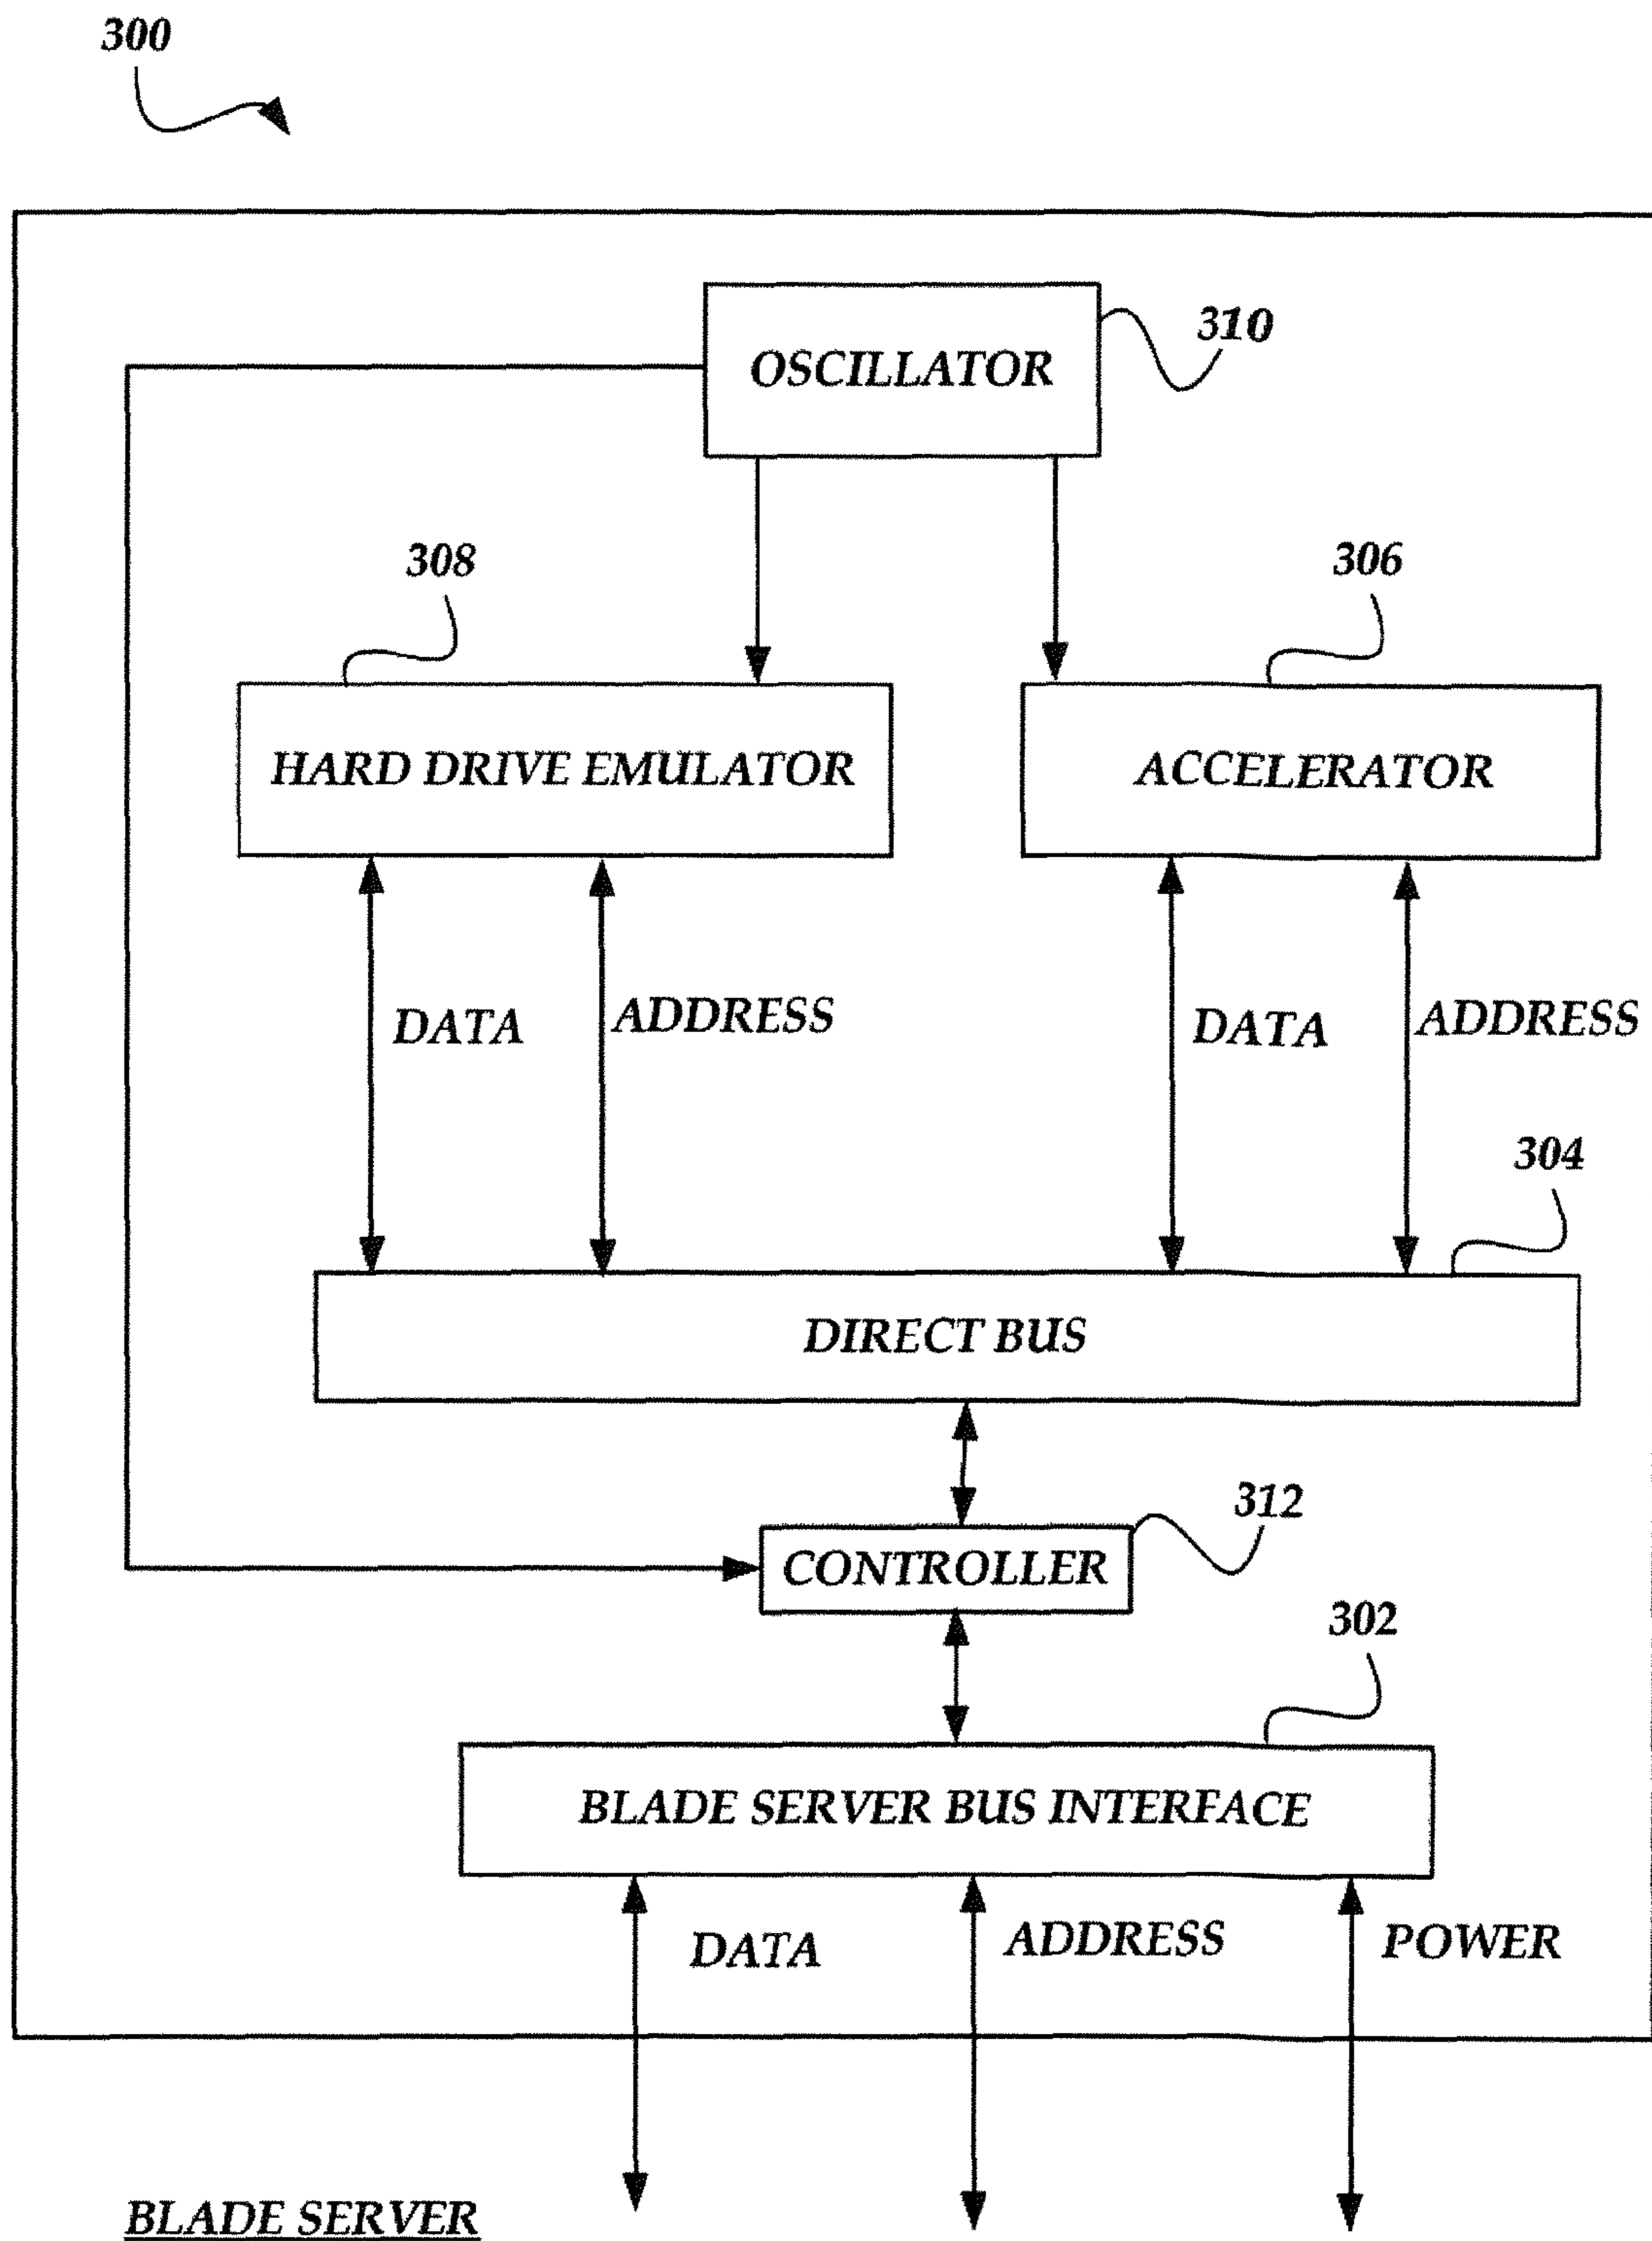 300
310
OSCILLATOR
308
306
HARD DRIVE EMULATOR
ACCELERATOR
DATA
ADDRESS
DATA
ADDRESS
304
DIRECT BUS
312
CONTROLLER
302
BLADE SERVER BUS INTERFACE
DATA
ADDRESS
POWER
BLADE SERVER